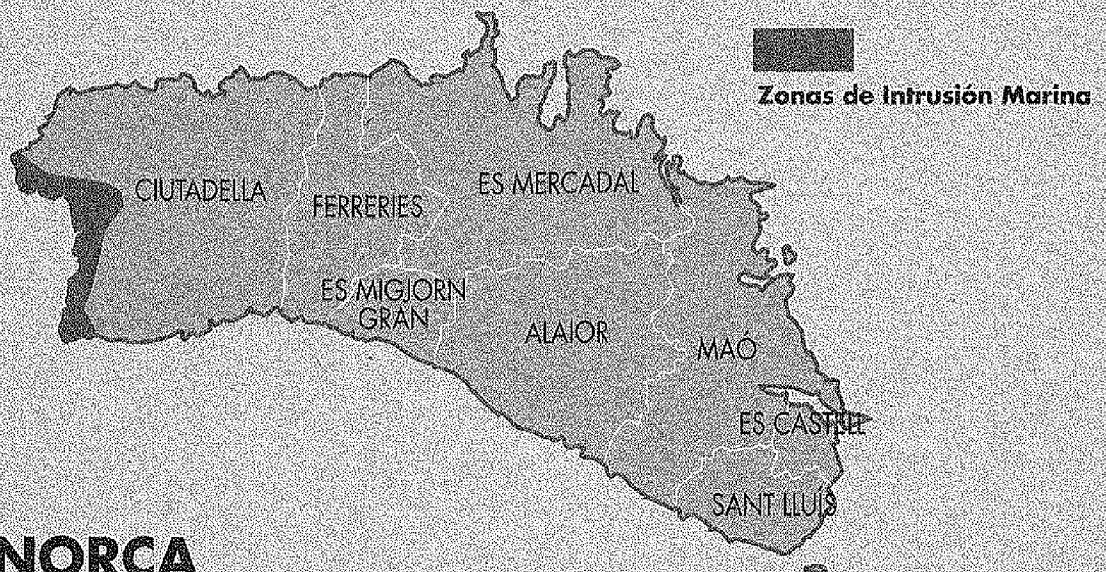 Zonas de Intrusión Marina
CIUTADELLA
ES MERCADAL
FERRERIES
ES MIGJORN
GRAN
ALAIOR
MAÓ
ES CASTELL
SANT LLUÍS
NORCA